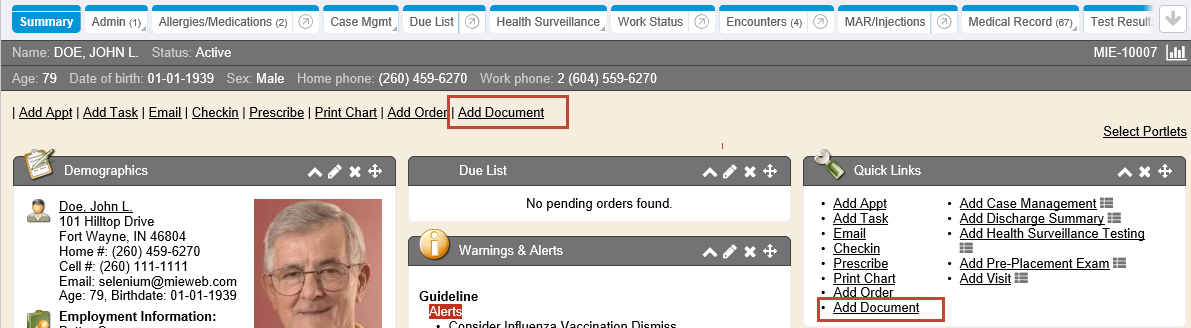 Summary Admin (1) Allergies/Medications (2) Case Mgmt Due List Health Surveillance Work Status Encounters (4) MAR/Injections Medical Record (67) Test Result
Name: DOE, JOHN L. Status: Active MIE-10007
Age: 79 Date of birth: 01-01-1939 Sex: Male Home phone: (260) 459-6270 Work phone: 2 (604) 559-6270
| Add Appt | Add Task | Email | Checkin | Prescribe | Print Chart | Add Order | Add Document
Select Portlets
Demographics
Doe, John L.
101 Hilltop Drive
Fort Wayne, IN 46804
Home #: (260) 459-6270
Cell #: (260) 111-1111
Email: selenium@mieweb.com
Age: 79, Birthdate: 01-01-1939
Employment Information:
Due List
No pending orders found.
Warnings & Alerts
Guideline
Alerts
• Consider Influenza Vaccination Dismiss
Quick Links
• Add Appt
• Add Task
• Email
• Checkin
• Prescribe
• Print Chart
• Add Order
• Add Document
• Add Case Management
• Add Discharge Summary
• Add Health Surveillance Testing
• Add Pre-Placement Exam
• Add Visit